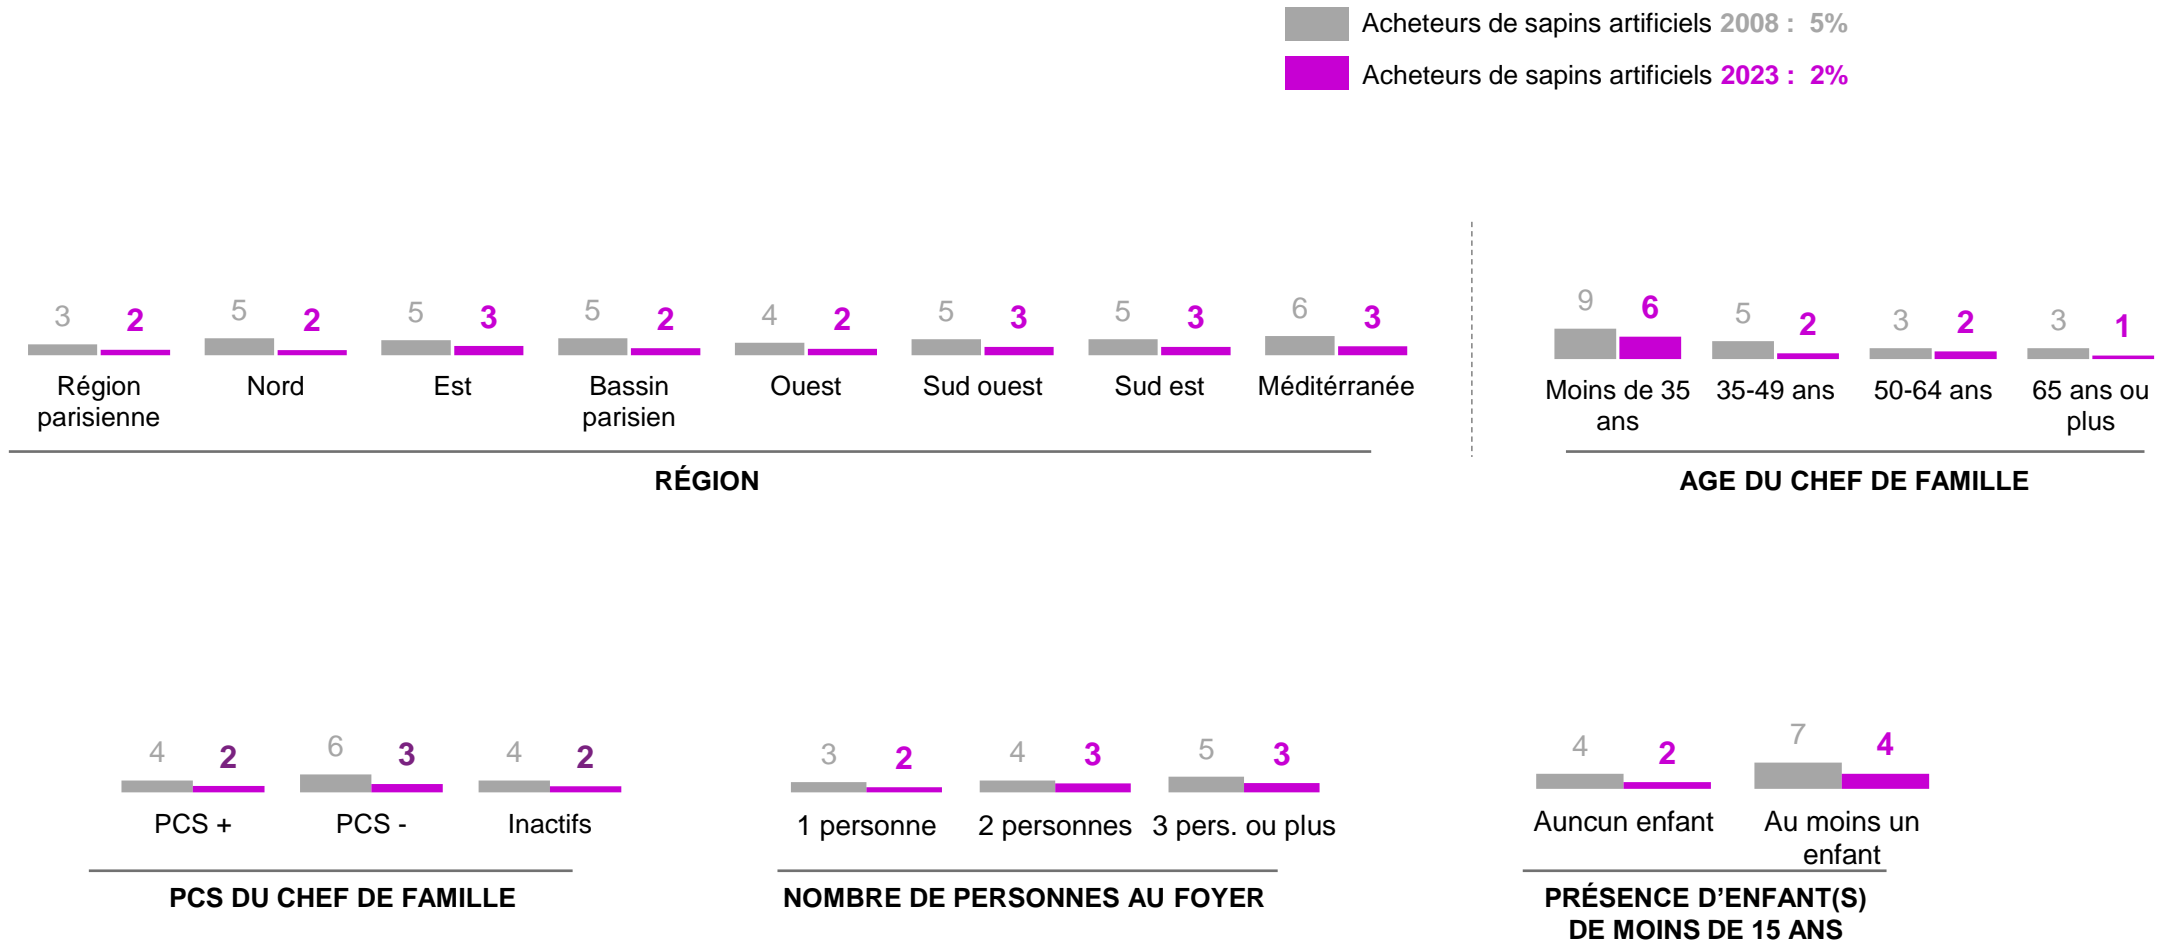 Acheteurs de sapins artificiels 2008 : 5%
Acheteurs de sapins artificiels 2023 : 2%
3 2 5 2 5 3 5 2 4 2 5 3 5 3 6 3
Région parisienne
Nord
Est
Bassin parisien
Ouest
Sud ouest
Sud est
Méditérranée
RÉGION
9 6 5 2 3 2 3 1
Moins de 35 ans
35-49 ans
50-64 ans
65 ans ou plus
AGE DU CHEF DE FAMILLE
4 2 6 3 4 2
PCS +
PCS -
Inactifs
PCS DU CHEF DE FAMILLE
3 2 4 3 5 3
1 personne
2 personnes
3 pers. ou plus
NOMBRE DE PERSONNES AU FOYER
4 2 7 4
Auncun enfant
Au moins un enfant
PRÉSENCE D'ENFANT(S)
DE MOINS DE 15 ANS